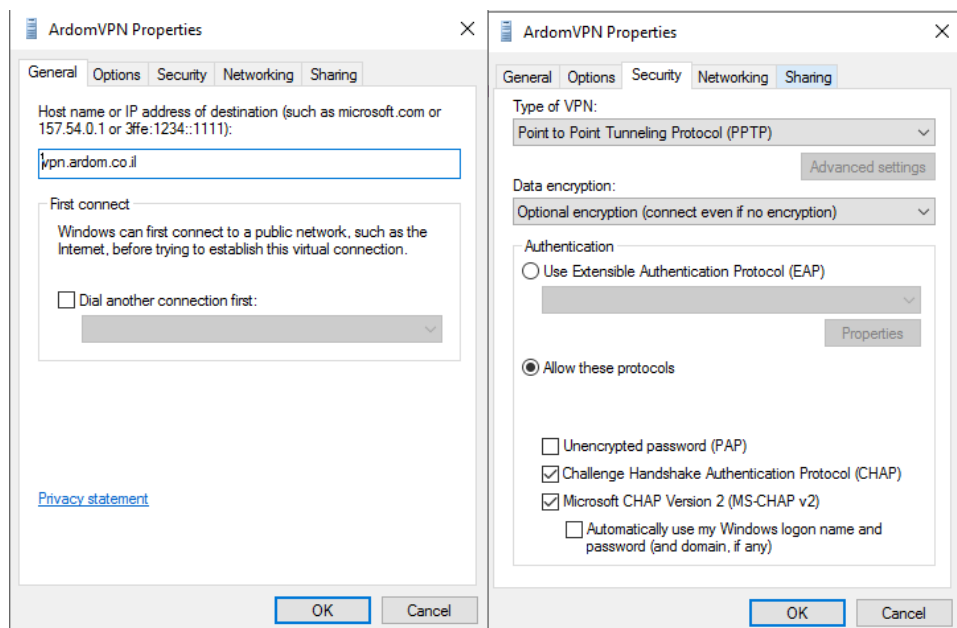 ArdomVPN Properties
General Options Security Networking Sharing
Host name or IP address of destination (such as microsoft.com or
157.54.0.1 or 3ffe:1234::1111):
vpn.ardom.co.il
First connect
Windows can first connect to a public network, such as the
Internet, before trying to establish this virtual connection.
Dial another connection first:
Privacy statement
OK Cancel
ArdomVPN Properties
General Options Security Networking Sharing
Type of VPN:
Point to Point Tunneling Protocol (PPTP)
Advanced settings
Data encryption:
Optional encryption (connect even if no encryption)
Authentication
Use Extensible Authentication Protocol (EAP)
Properties
Allow these protocols
Unencrypted password (PAP)
Challenge Handshake Authentication Protocol (CHAP)
Microsoft CHAP Version 2 (MS-CHAP v2)
Automatically use my Windows logon name and
password (and domain, if any)
OK Cancel